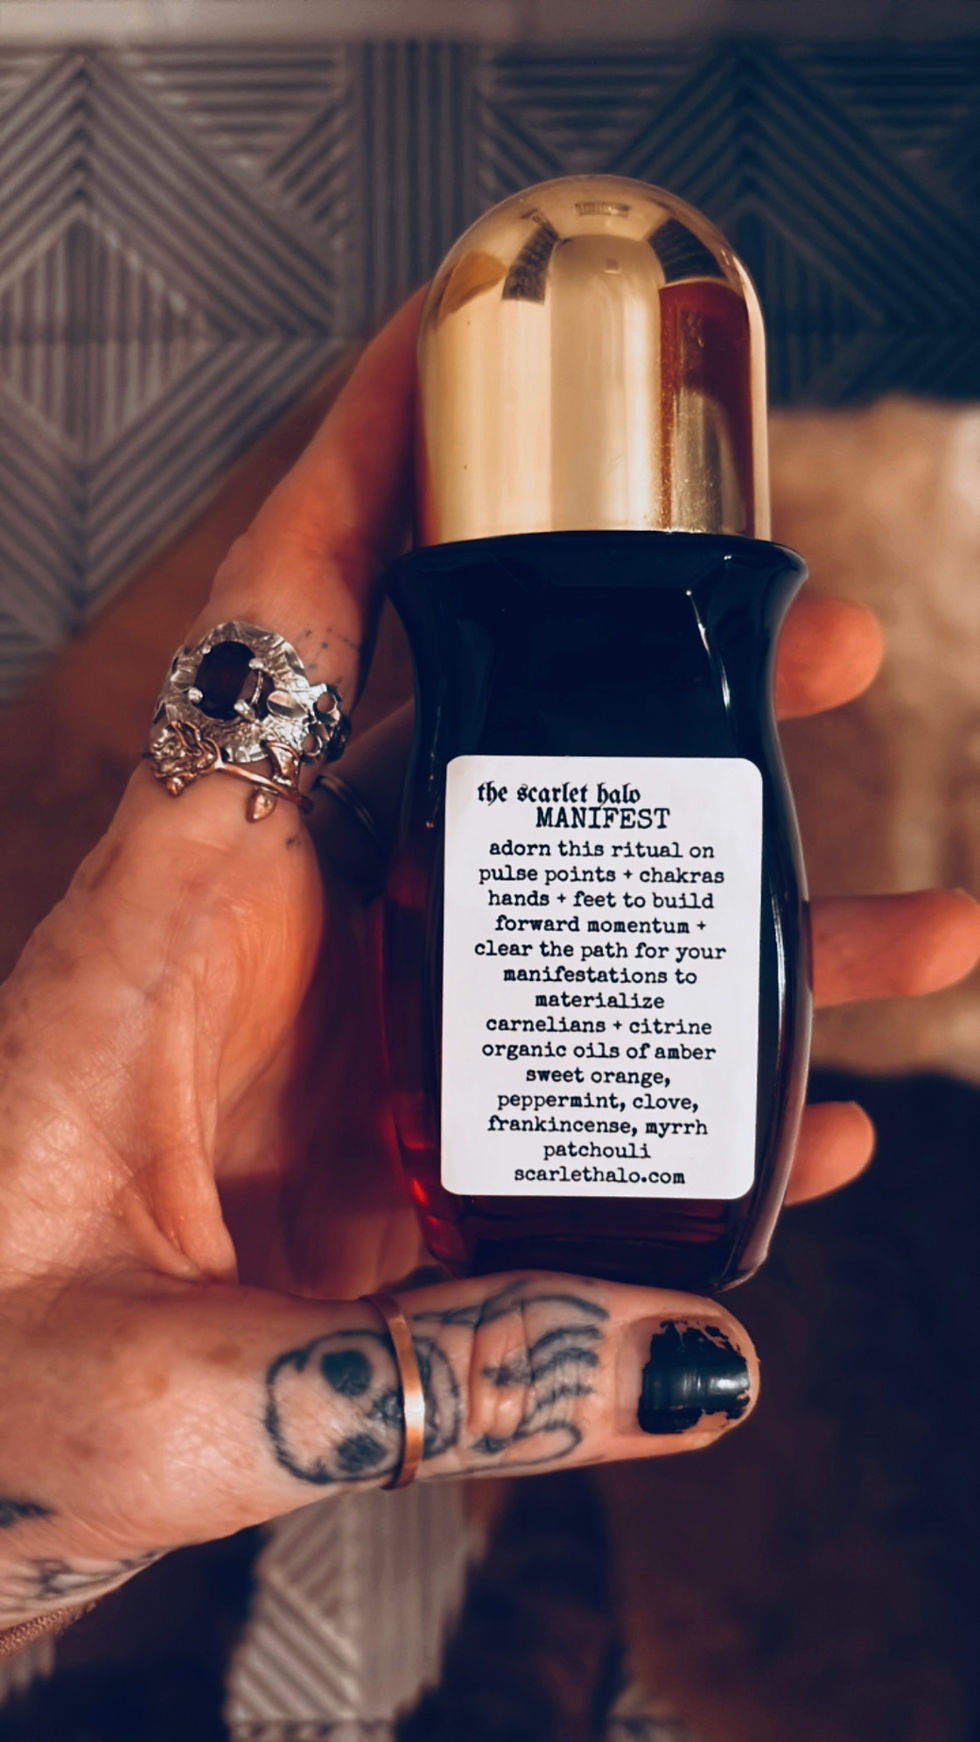 the scarlet halo
MANIFEST
adorn this ritual on
pulse points + chakras
hands + feet to build
forward momentum +
clear the path for your
manifestations to
materialize
carnelians + citrine
organic oils of amber
sweet orange,
peppermint, clove,
frankincense, myrrh
patchouli
scarlethalo.com